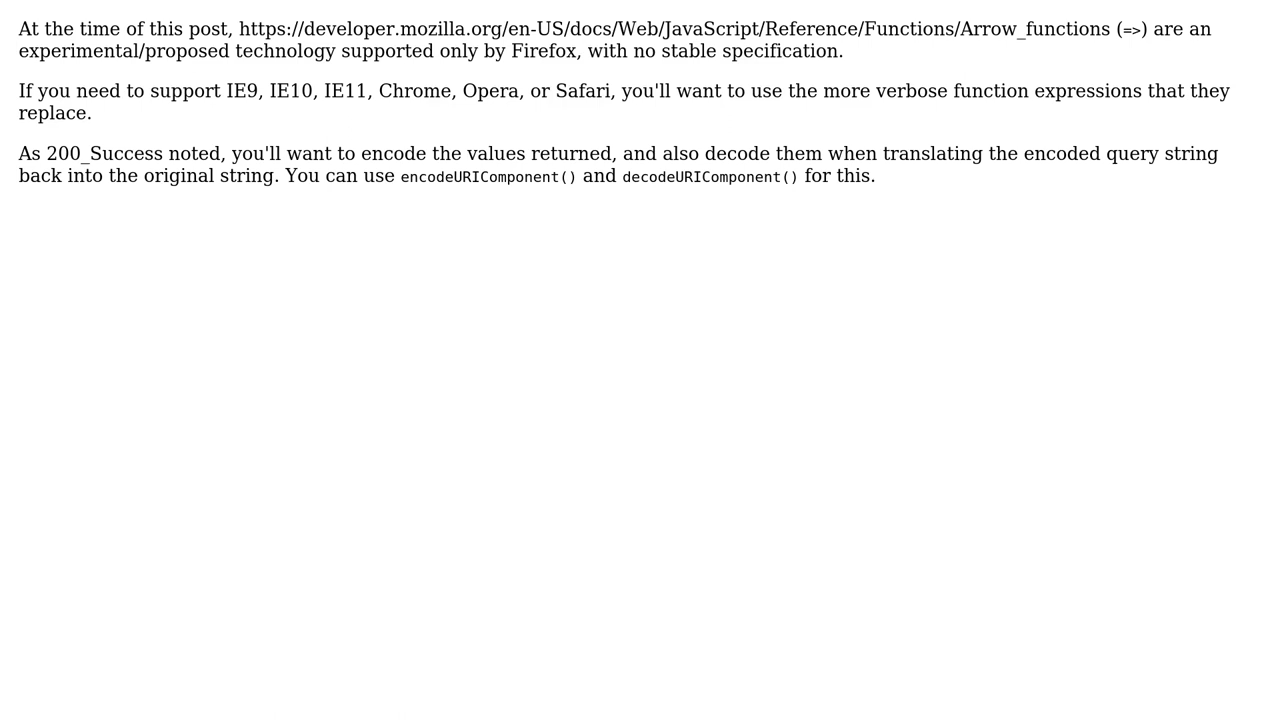 At the time of this post, https://developer.mozilla.org/en-US/docs/Web/JavaScript/Reference/Functions/Arrow_functions (=>) are an
experimental/proposed technology supported only by Firefox, with no stable specification.
If you need to support IE9, IE10, IE11, Chrome, Opera, or Safari, you'll want to use the more verbose function expressions that they
replace.
As 200_Success noted, you'll want to encode the values returned, and also decode them when translating the encoded query string
back into the original string. You can use encodeURIComponent() and decodeURIComponent() for this.